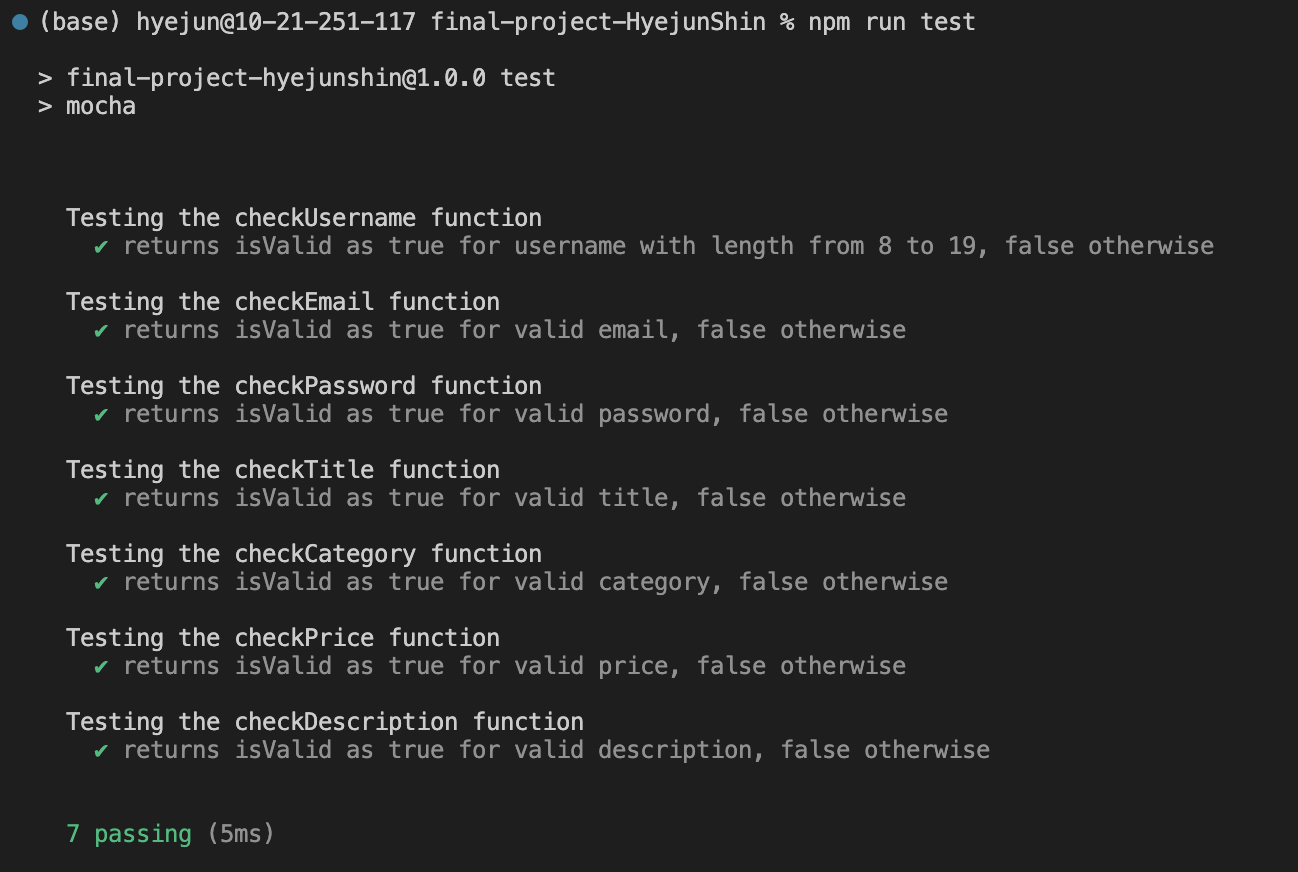 (base) hyejun@10-21-251-117 final-project-HyejunShin % npm run test
> final-project-hyejunshin@1.0.0 test
> mocha
Testing the checkUsername function
✔ returns isValid as true for username with length from 8 to 19, false otherwise
Testing the checkEmail function
✔ returns isValid as true for valid email, false otherwise
Testing the checkPassword function
✔ returns isValid as true for valid password, false otherwise
Testing the checkTitle function
✔ returns isValid as true for valid title, false otherwise
Testing the checkCategory function
✔ returns isValid as true for valid category, false otherwise
Testing the checkPrice function
✔ returns isValid as true for valid price, false otherwise
Testing the checkDescription function
✔ returns isValid as true for valid description, false otherwise
7 passing (5ms)